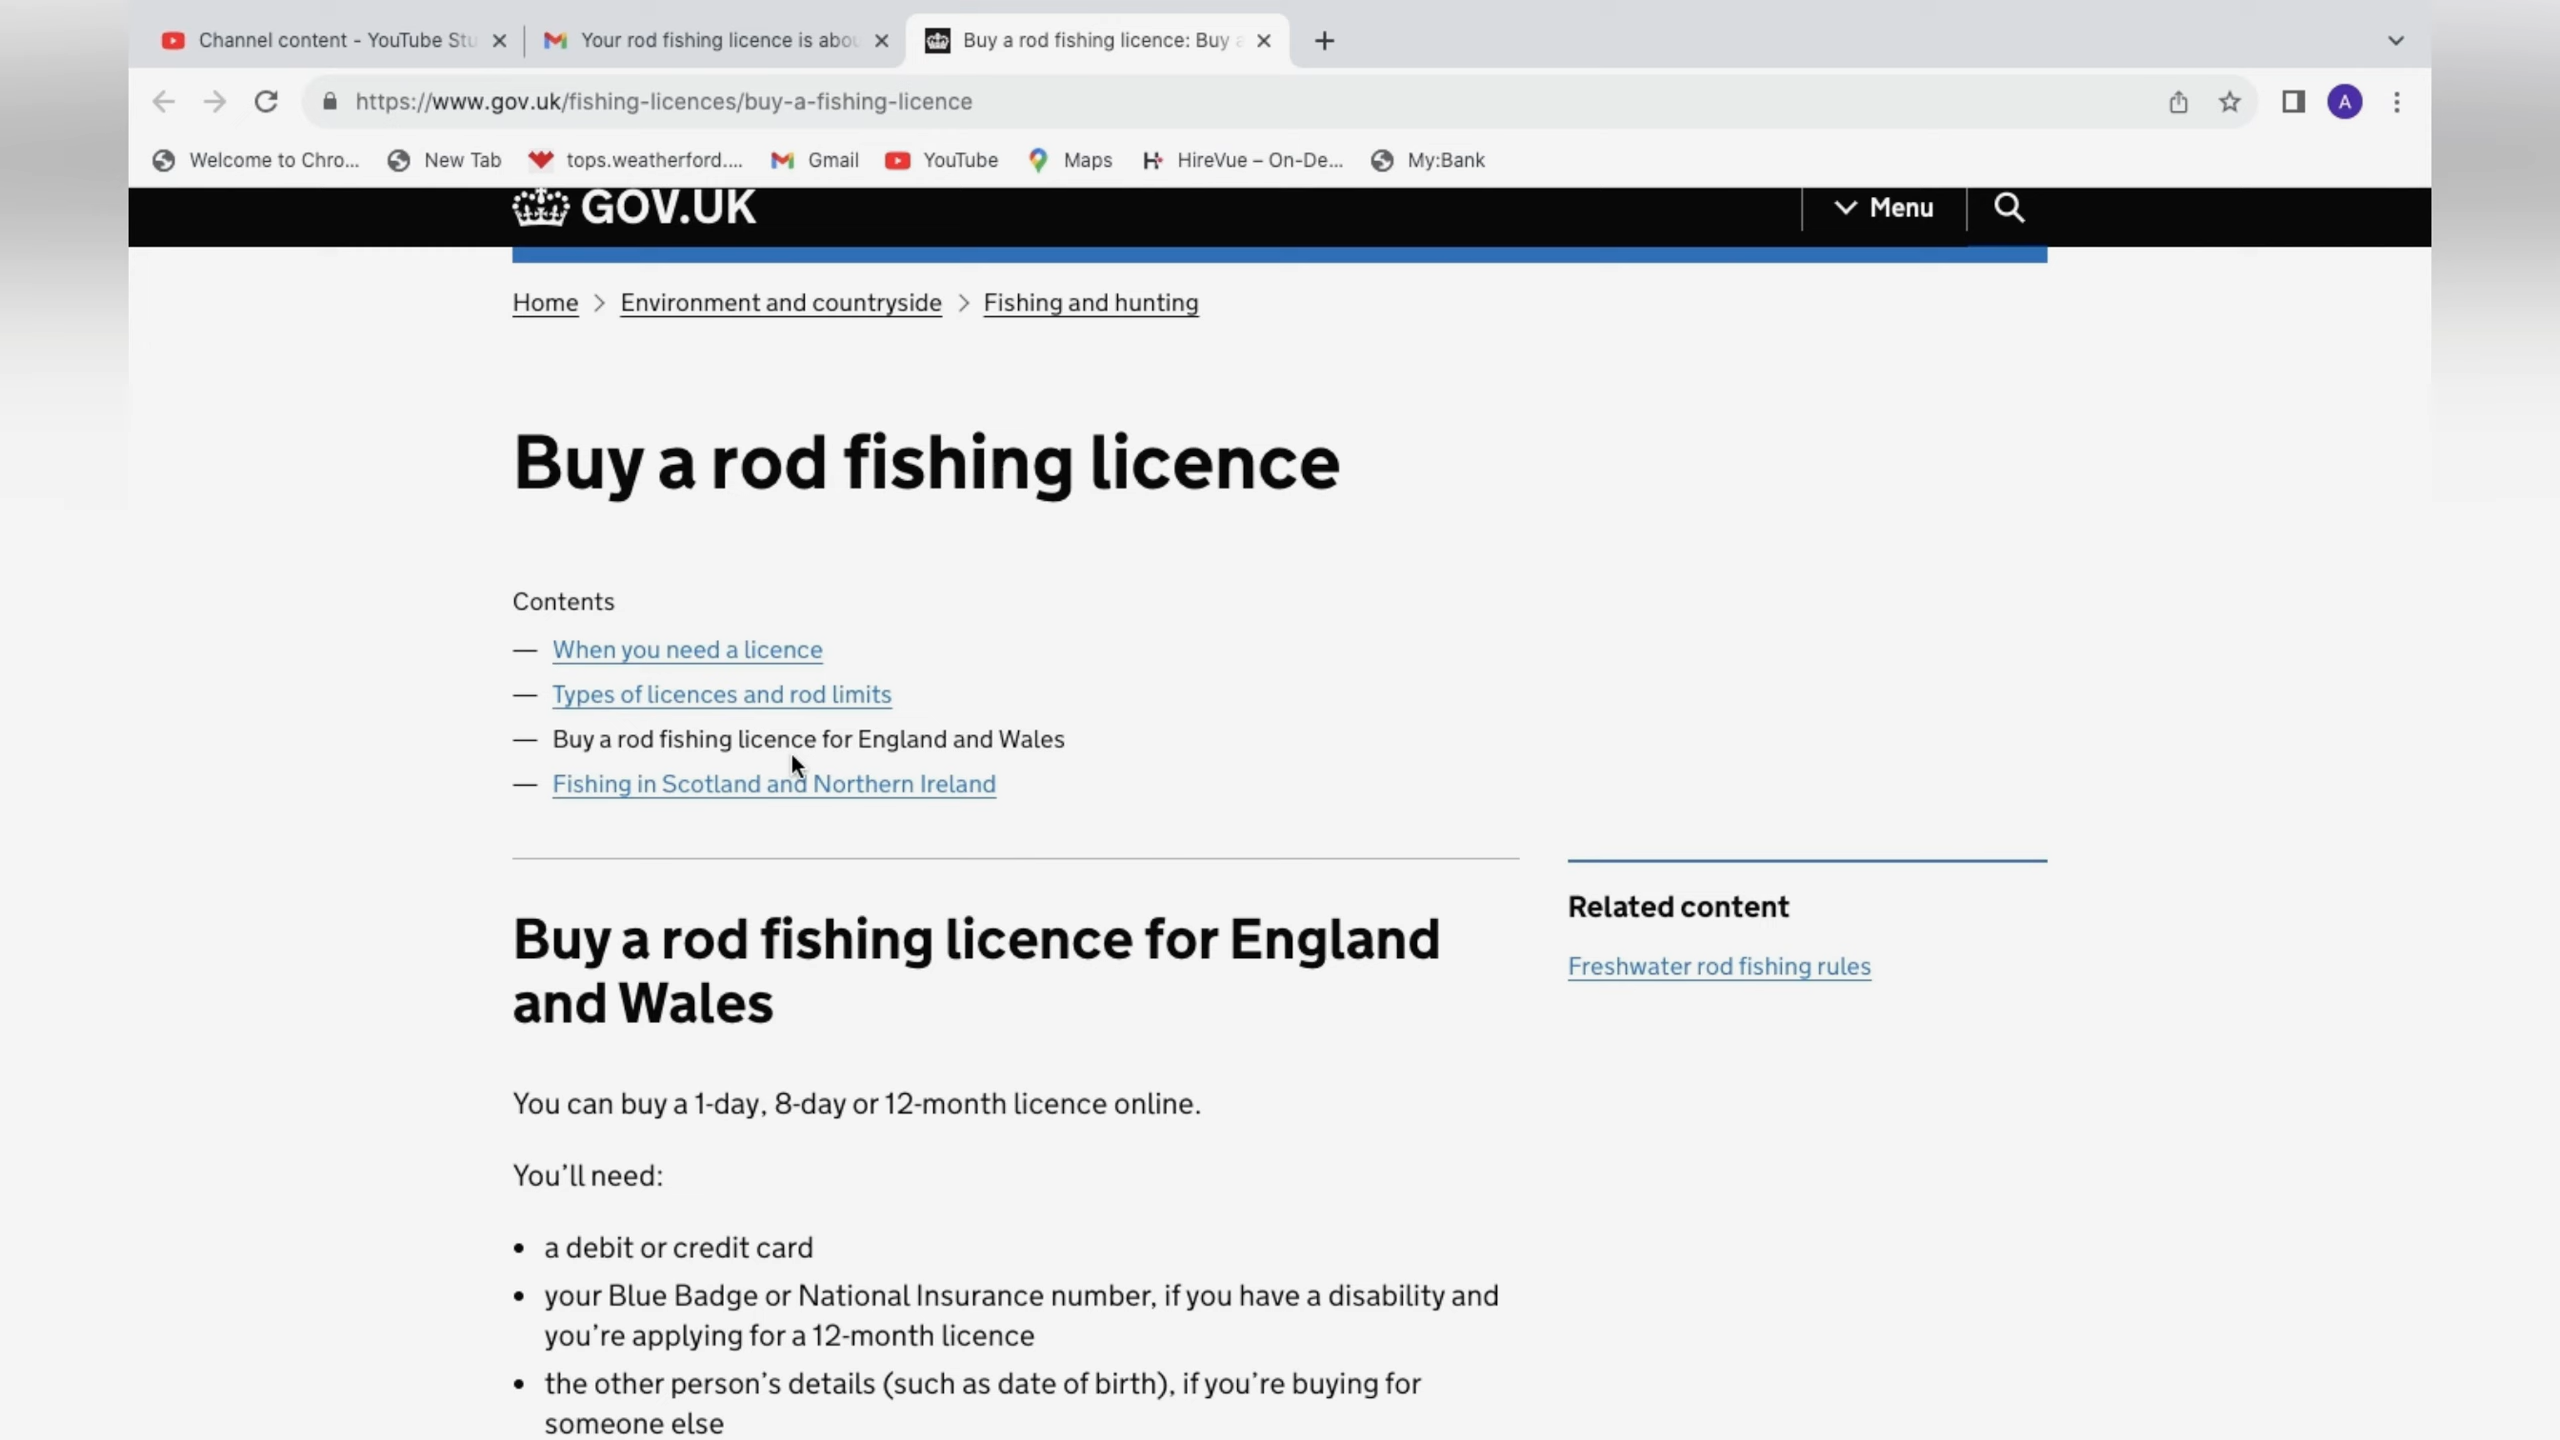 Channel content - YouTube Stu
Your rod fishing licence is abou
Buy a rod fishing licence: Buy a
https://www.gov.uk/fishing-licences/buy-a-fishing-licence
A
Welcome to Chro...
New Tab
tops.weatherford....
Gmail
YouTube
Maps
HireVue – On-De...
My:Bank
GOV.UK
Menu
Home > Environment and countryside > Fishing and hunting
Buy a rod fishing licence
Contents
— When you need a licence
— Types of licences and rod limits
— Buy a rod fishing licence for England and Wales
— Fishing in Scotland and Northern Ireland
Buy a rod fishing licence for England
and Wales
Related content
Freshwater rod fishing rules
You can buy a 1-day, 8-day or 12-month licence online.
You’ll need:
• a debit or credit card
• your Blue Badge or National Insurance number, if you have a disability and
you’re applying for a 12-month licence
• the other person’s details (such as date of birth), if you’re buying for
someone else